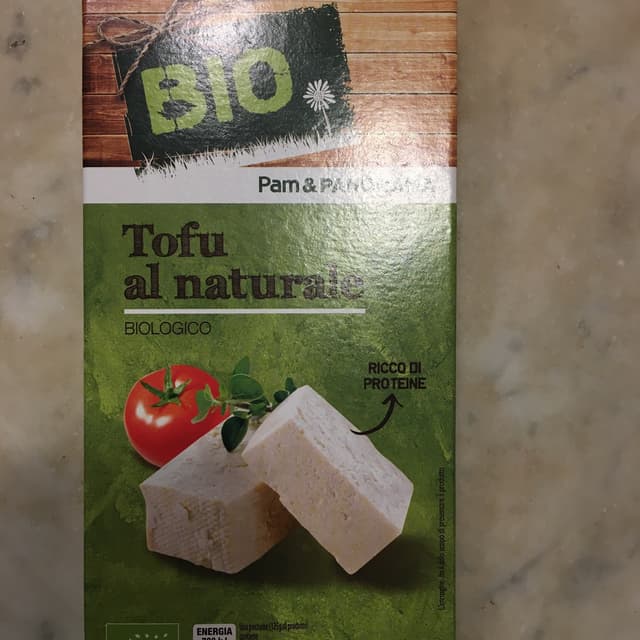 BIO
Pam & PANORAMA
Tofu
al naturale
BIOLOGICO
RICCO DI
PROTEINE
ENERGIA